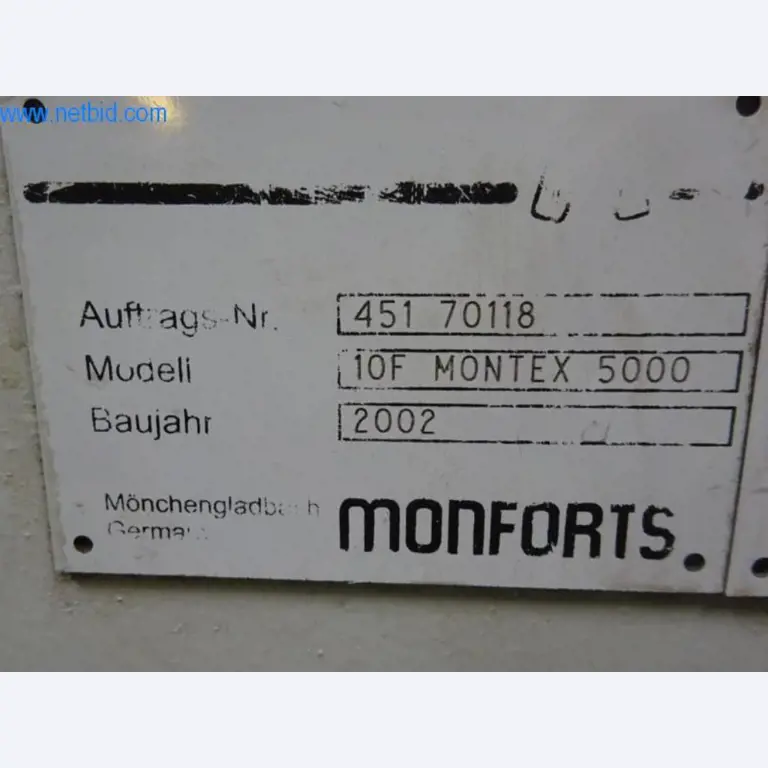 www.netbid.com
Auftrags-Nr. 451 70118
Modell 10F MONTEX 5000
Baujahr 2002
Mönchengladbach
Germany
MONFORTS